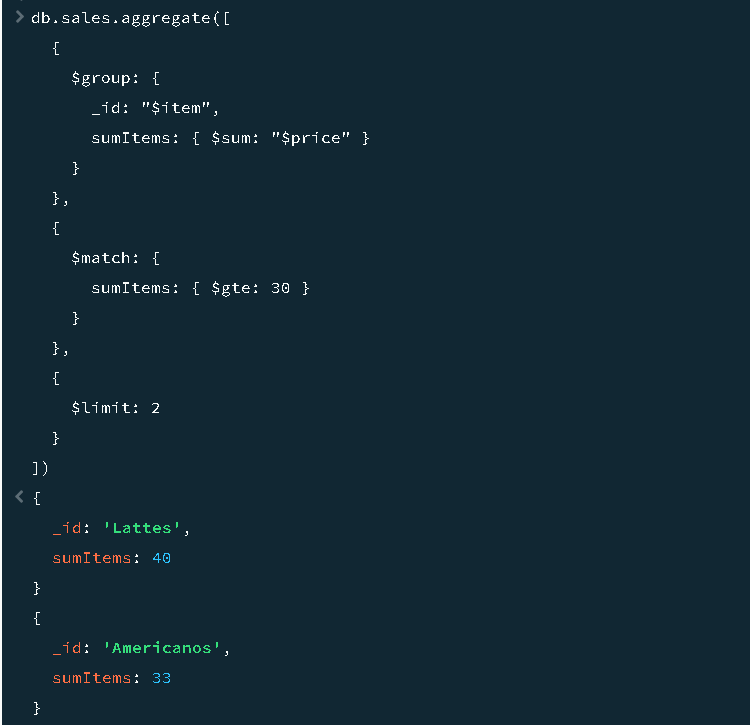 > db.sales.aggregate([
{
$group: {
_id: "$item",
sumItems: { $sum: "$price" }
}
},
{
$match: {
sumItems: { $gte: 30 }
}
},
{
$limit: 2
}
])
< {
_id: 'Lattes',
sumItems: 40
}
{
_id: 'Americanos',
sumItems: 33
}